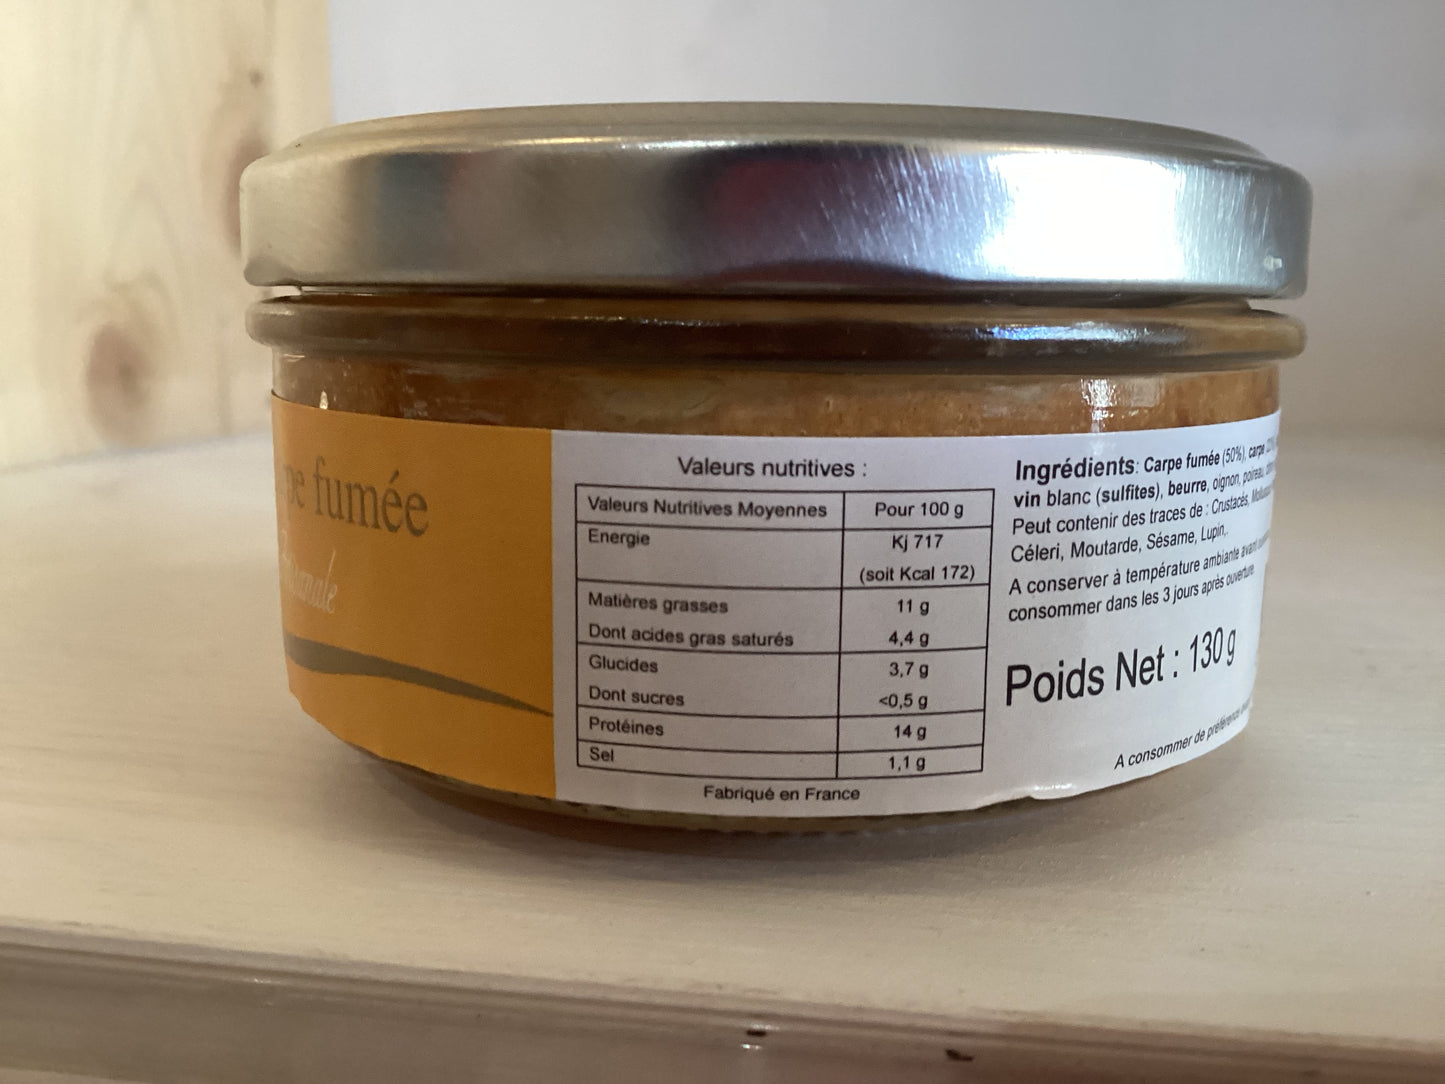 fumée
Valeurs nutritives :
Valeurs Nutritives Moyennes Pour 100 g
Energie Kj 717
(soit Kcal 172)
Matières grasses 11 g
Dont acides gras saturés 4,4 g
Glucides 3,7 g
Dont sucres <0,5 g
Protéines 14 g
Sel 1,1 g
Fabriqué en France
Ingrédients: Carpe fumée (50%), carpe
vin blanc (sulfites), beurre, oignon, poireau,
Peut contenir des traces de : Crustacés,
Céleri, Moutarde, Sésame, Lupin,.
A conserver à température ambiante avant
consommer dans les 3 jours après ouverture
Poids Net : 130 g
A consommer de préférence